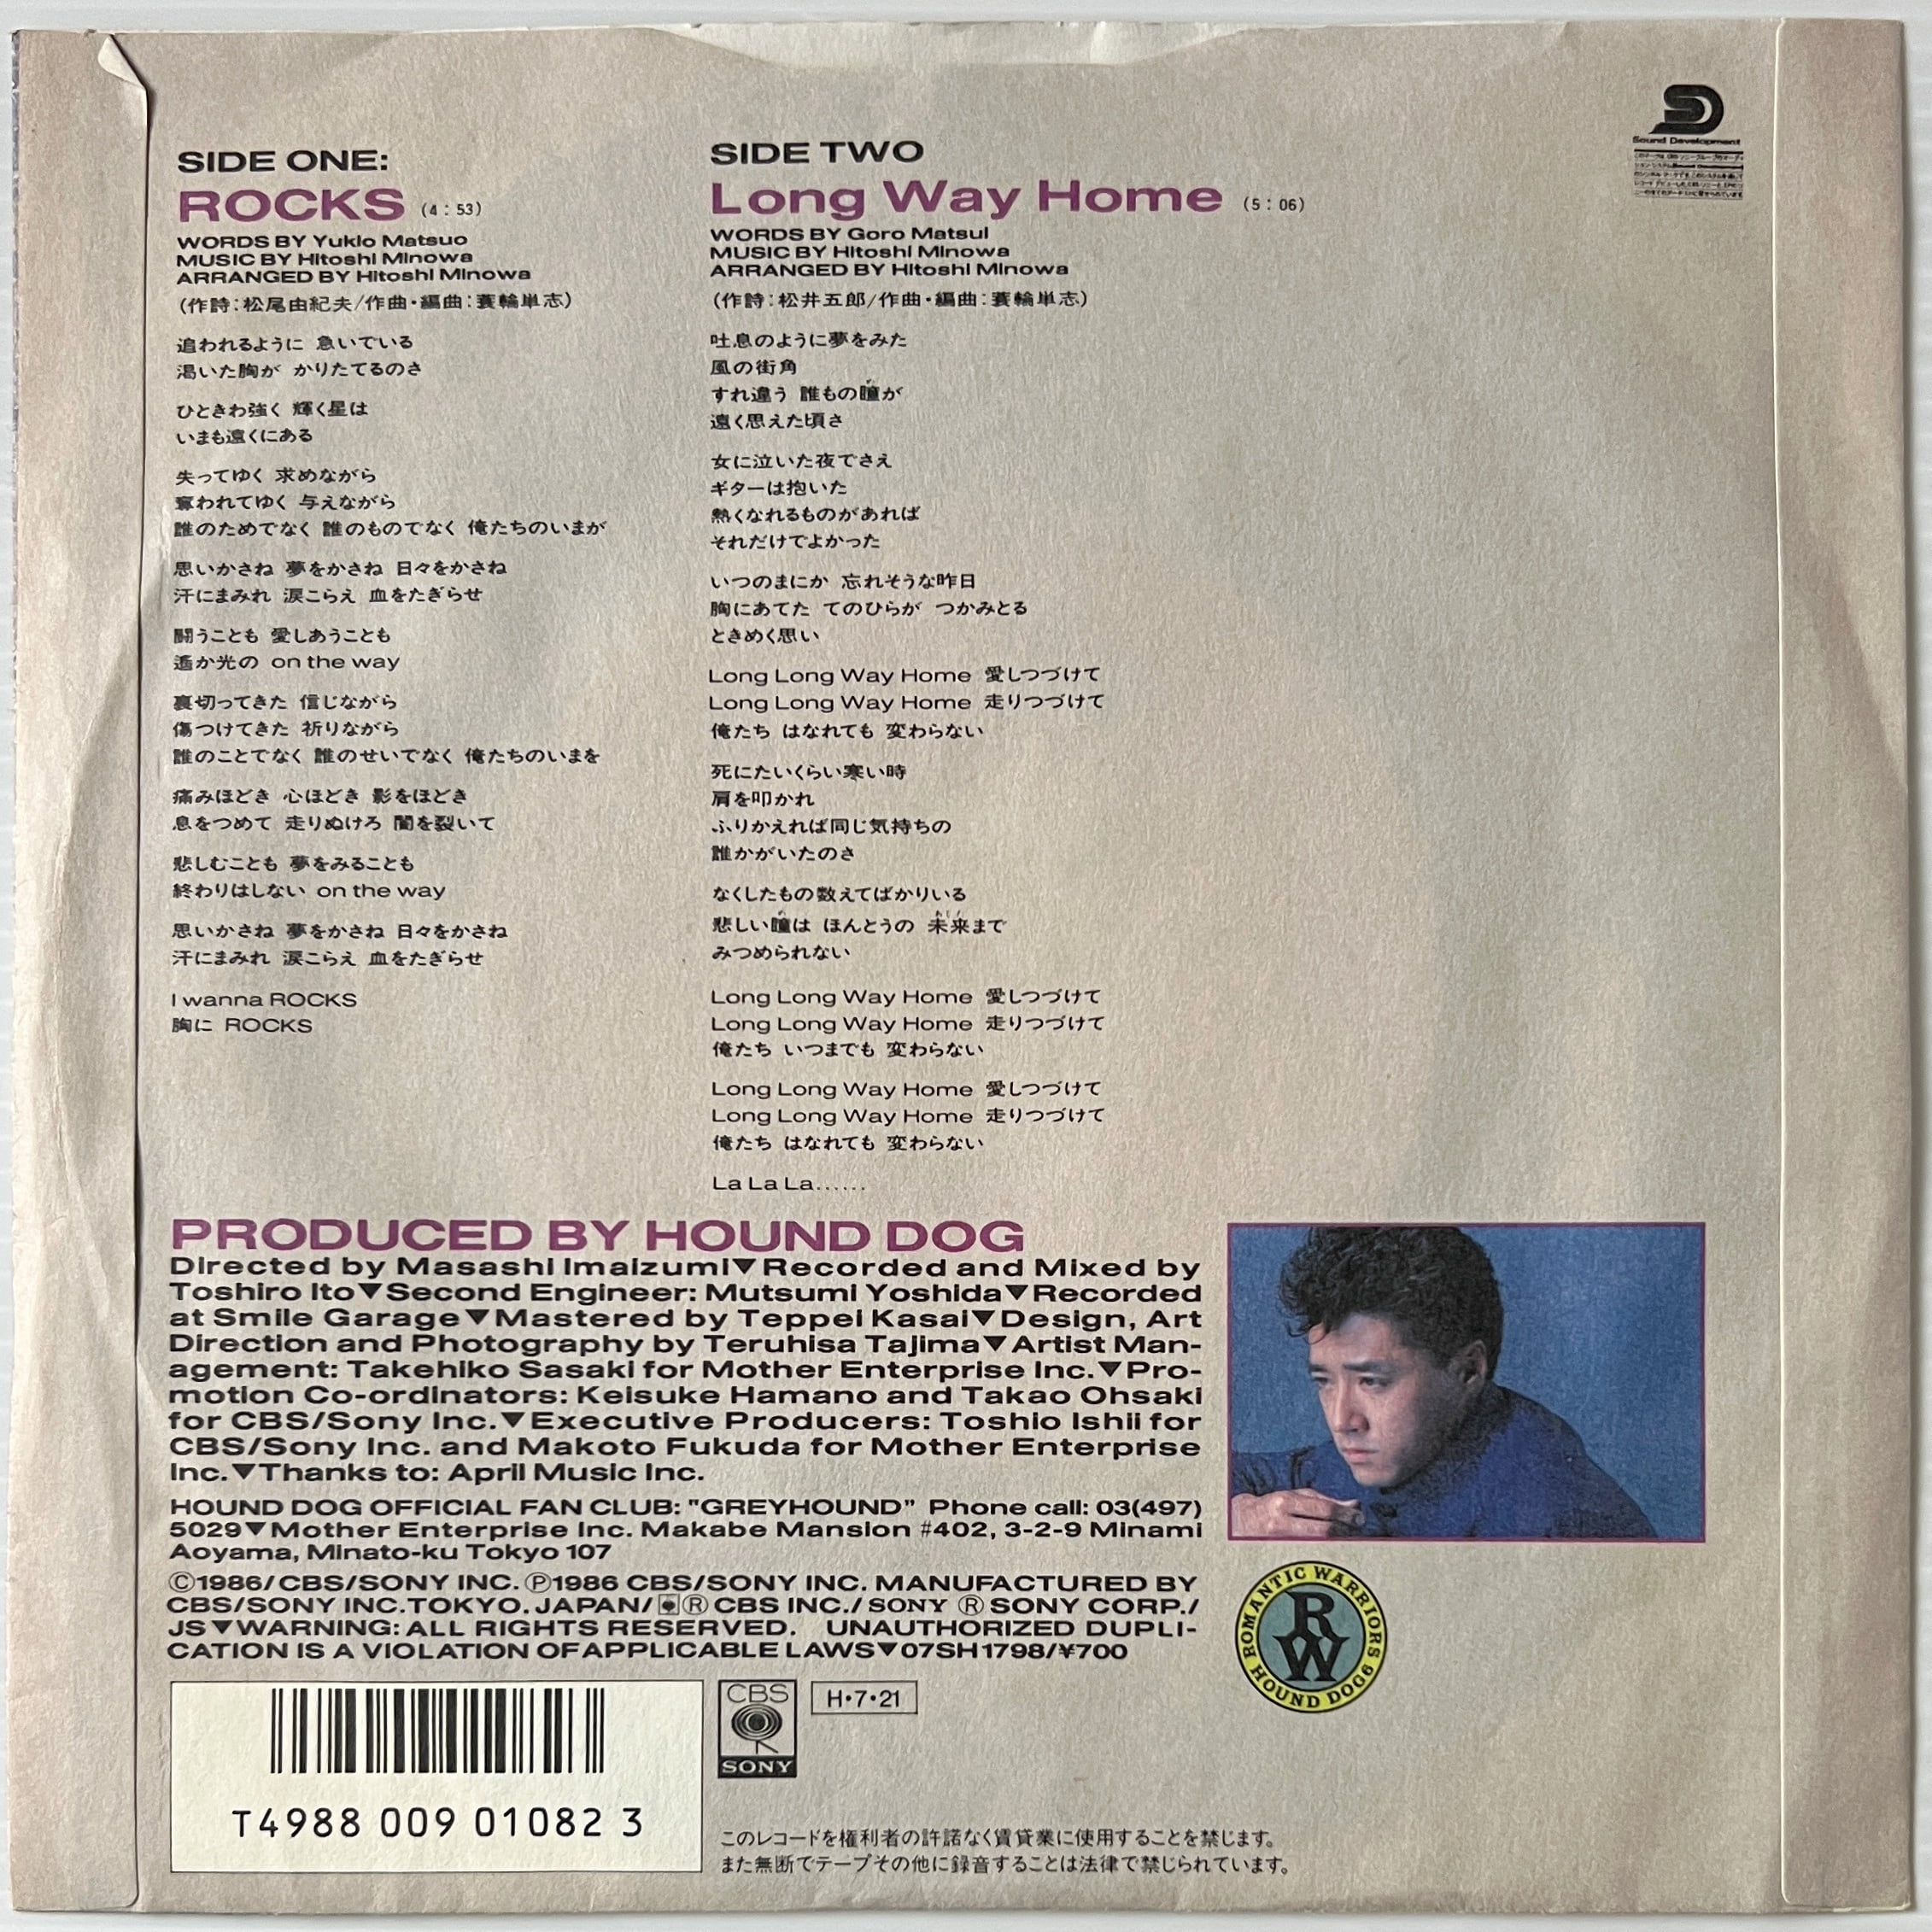 SIDE ONE:
ROCKS (4:53)
WORDS BY Yukio Matsuo
MUSIC BY Hitoshi Minowa
ARRANGED BY Hitoshi Minowa
(作詩:松尾由紀夫/作曲・編曲:蓑輪単志)
追われるように 急いでいる
渇いた胸が かりたてるのさ
ひときわ強く 輝く星は
いまも遠くにある
失ってゆく 求めながら
奪われてゆく 与えながら
誰のためでなく 誰のものでなく 俺たちのいまが
思いかさね 夢をかさね 日々をかさね
汗にまみれ 涙こらえ 血をたぎらせ
闘うことも 愛しあうことも
遙か光の on the way
裏切ってきた 信じながら
傷つけてきた 祈りながら
誰のことでなく 誰のせいでなく 俺たちのいまを
痛みほどき 心ほどき 影をほどき
息をつめて 走りぬけろ 闇を裂いて
悲しむことも 夢をみることも
終わりはしない on the way
思いかさね 夢をかさね 日々をかさね
汗にまみれ 涙こらえ 血をたぎらせ
I wanna ROCKS
胸に ROCKS
SIDE TWO
Long Way Home (5:06)
WORDS BY Goro Matsui
MUSIC BY Hitoshi Minowa
ARRANGED BY Hitoshi Minowa
(作詩:松井五郎/作曲・編曲:蓑輪単志)
吐息のように夢をみた
風の街角
すれ違う 誰もの瞳が
遠く思えた頃さ
女に泣いた夜でさえ
ギターは抱いた
熱くなれるものがあれば
それだけでよかった
いつのまにか 忘れそうな昨日
胸にあてた てのひらが つかみとる
ときめく思い
Long Long Way Home 愛しつづけて
Long Long Way Home 走りつづけて
俺たち はなれても 変わらない
死にたいくらい寒い時
肩を叩かれ
ふりかえれば同じ気持ちの
誰かがいたのさ
なくしたもの数えてばかりいる
悲しい瞳は ほんとうの 未来まで
みつめられない
Long Long Way Home 愛しつづけて
Long Long Way Home 走りつづけて
俺たち いつまでも 変わらない
Long Long Way Home 愛しつづけて
Long Long Way Home 走りつづけて
俺たち はなれても 変わらない
La La La......
Sound Development
PRODUCED BY HOUND DOG
Directed by Masashi Imaizumi▼Recorded and Mixed by
Toshiro Ito▼Second Engineer: Mutsumi Yoshida▼Recorded
at Smile Garage▼Mastered by Teppei Kasai▼Design, Art
Direction and Photography by Teruhisa Tajima▼Artist Man-
agement: Takehiko Sasaki for Mother Enterprise Inc.▼Pro-
motion Co-ordinators: Keisuke Hamano and Takao Ohsaki
for CBS/Sony Inc.▼Executive Producers: Toshio Ishii for
CBS/Sony Inc. and Makoto Fukuda for Mother Enterprise
Inc.▼Thanks to: April Music Inc.
HOUND DOG OFFICIAL FAN CLUB: "GREYHOUND" Phone call: 03(497)
5029▼Mother Enterprise Inc. Makabe Mansion #402, 3-2-9 Minami
Aoyama, Minato-ku Tokyo 107
Ⓒ1986/CBS/SONY INC. Ⓟ1986 CBS/SONY INC. MANUFACTURED BY
CBS/SONY INC.TOKYO.JAPAN/Ⓡ CBS INC./SONY Ⓡ SONY CORP./
JS▼WARNING: ALL RIGHTS RESERVED. UNAUTHORIZED DUPLI-
CATION IS A VIOLATION OF APPLICABLE LAWS▼07SH1798/¥700
ROMANTIC WARRIORS
RW
HOUND DOG6
T4988 009 01082 3
CBS
SONY
H・7・21
このレコードを権利者の許諾なく賃貸業に使用することを禁じます。
また無断でテープその他に録音することは法律で禁じられています。